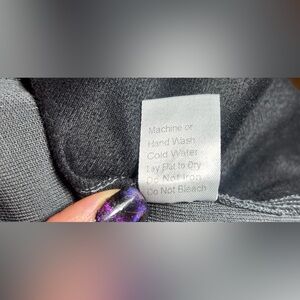 Machine or
Hand Wash
Cold Water
Lay Flat to Dry
Do Not Iron
Do Not Bleach